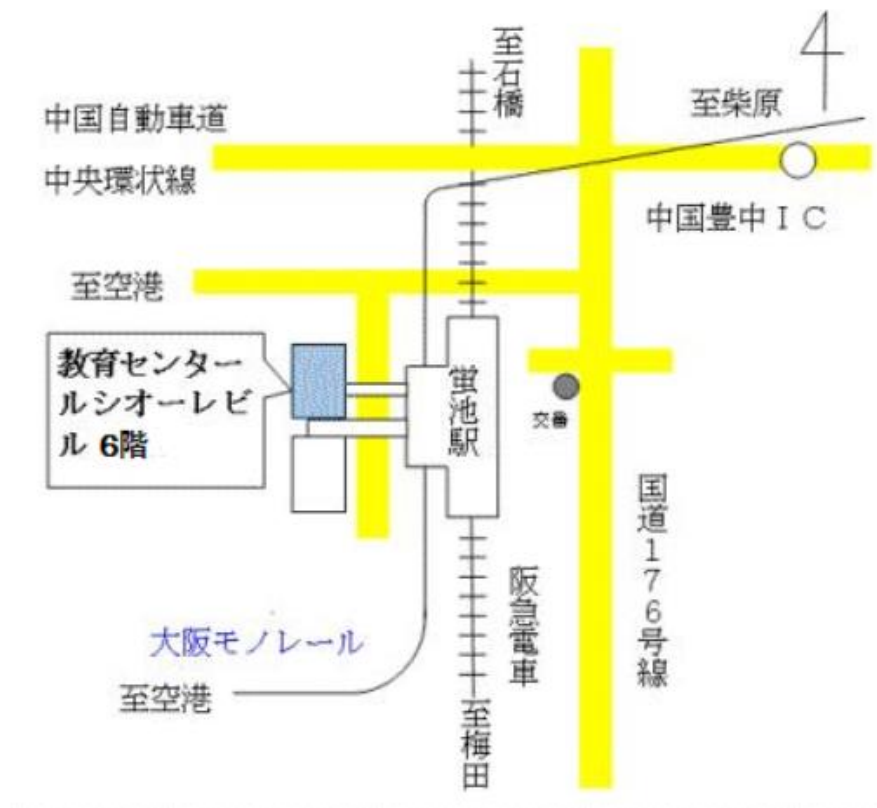 至石橋
至柴原
中国自動車道
中央環状線
中国豊中ＩＣ
至空港
教育センター
ルシオーレビ
ル 6階
蛍池駅
交番
国道１７６号線
阪急電車
大阪モノレール
至空港
至梅田